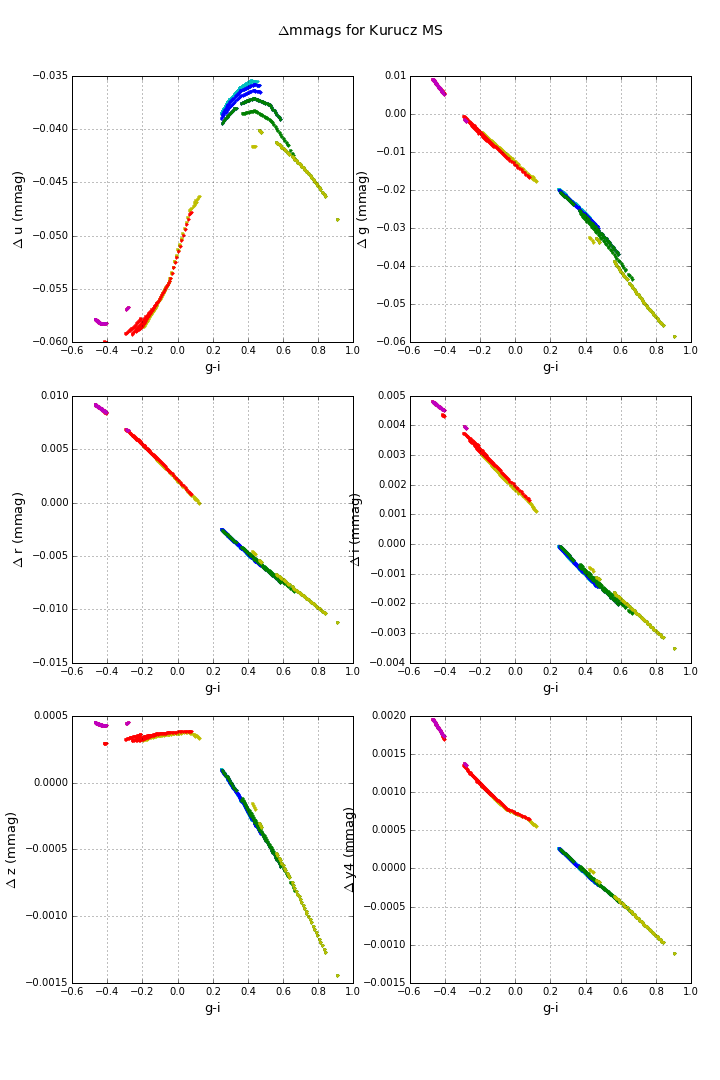 Δmmags for Kurucz MS
−0.035
−0.040
−0.045
−0.050
−0.055
−0.060
Δ u (mmag)
−0.6 −0.4 −0.2 0.0 0.2 0.4 0.6 0.8 1.0
g-i
0.01
0.00
−0.01
−0.02
−0.03
−0.04
−0.05
−0.06
Δ g (mmag)
−0.6 −0.4 −0.2 0.0 0.2 0.4 0.6 0.8 1.0
g-i
0.010
0.005
0.000
−0.005
−0.010
−0.015
Δ r (mmag)
−0.6 −0.4 −0.2 0.0 0.2 0.4 0.6 0.8 1.0
g-i
0.005
0.004
0.003
0.002
0.001
0.000
−0.001
−0.002
−0.003
−0.004
Δ i (mmag)
−0.6 −0.4 −0.2 0.0 0.2 0.4 0.6 0.8 1.0
g-i
0.0005
0.0000
−0.0005
−0.0010
−0.0015
Δ z (mmag)
−0.6 −0.4 −0.2 0.0 0.2 0.4 0.6 0.8 1.0
g-i
0.0020
0.0015
0.0010
0.0005
0.0000
−0.0005
−0.0010
−0.0015
Δ y4 (mmag)
−0.6 −0.4 −0.2 0.0 0.2 0.4 0.6 0.8 1.0
g-i